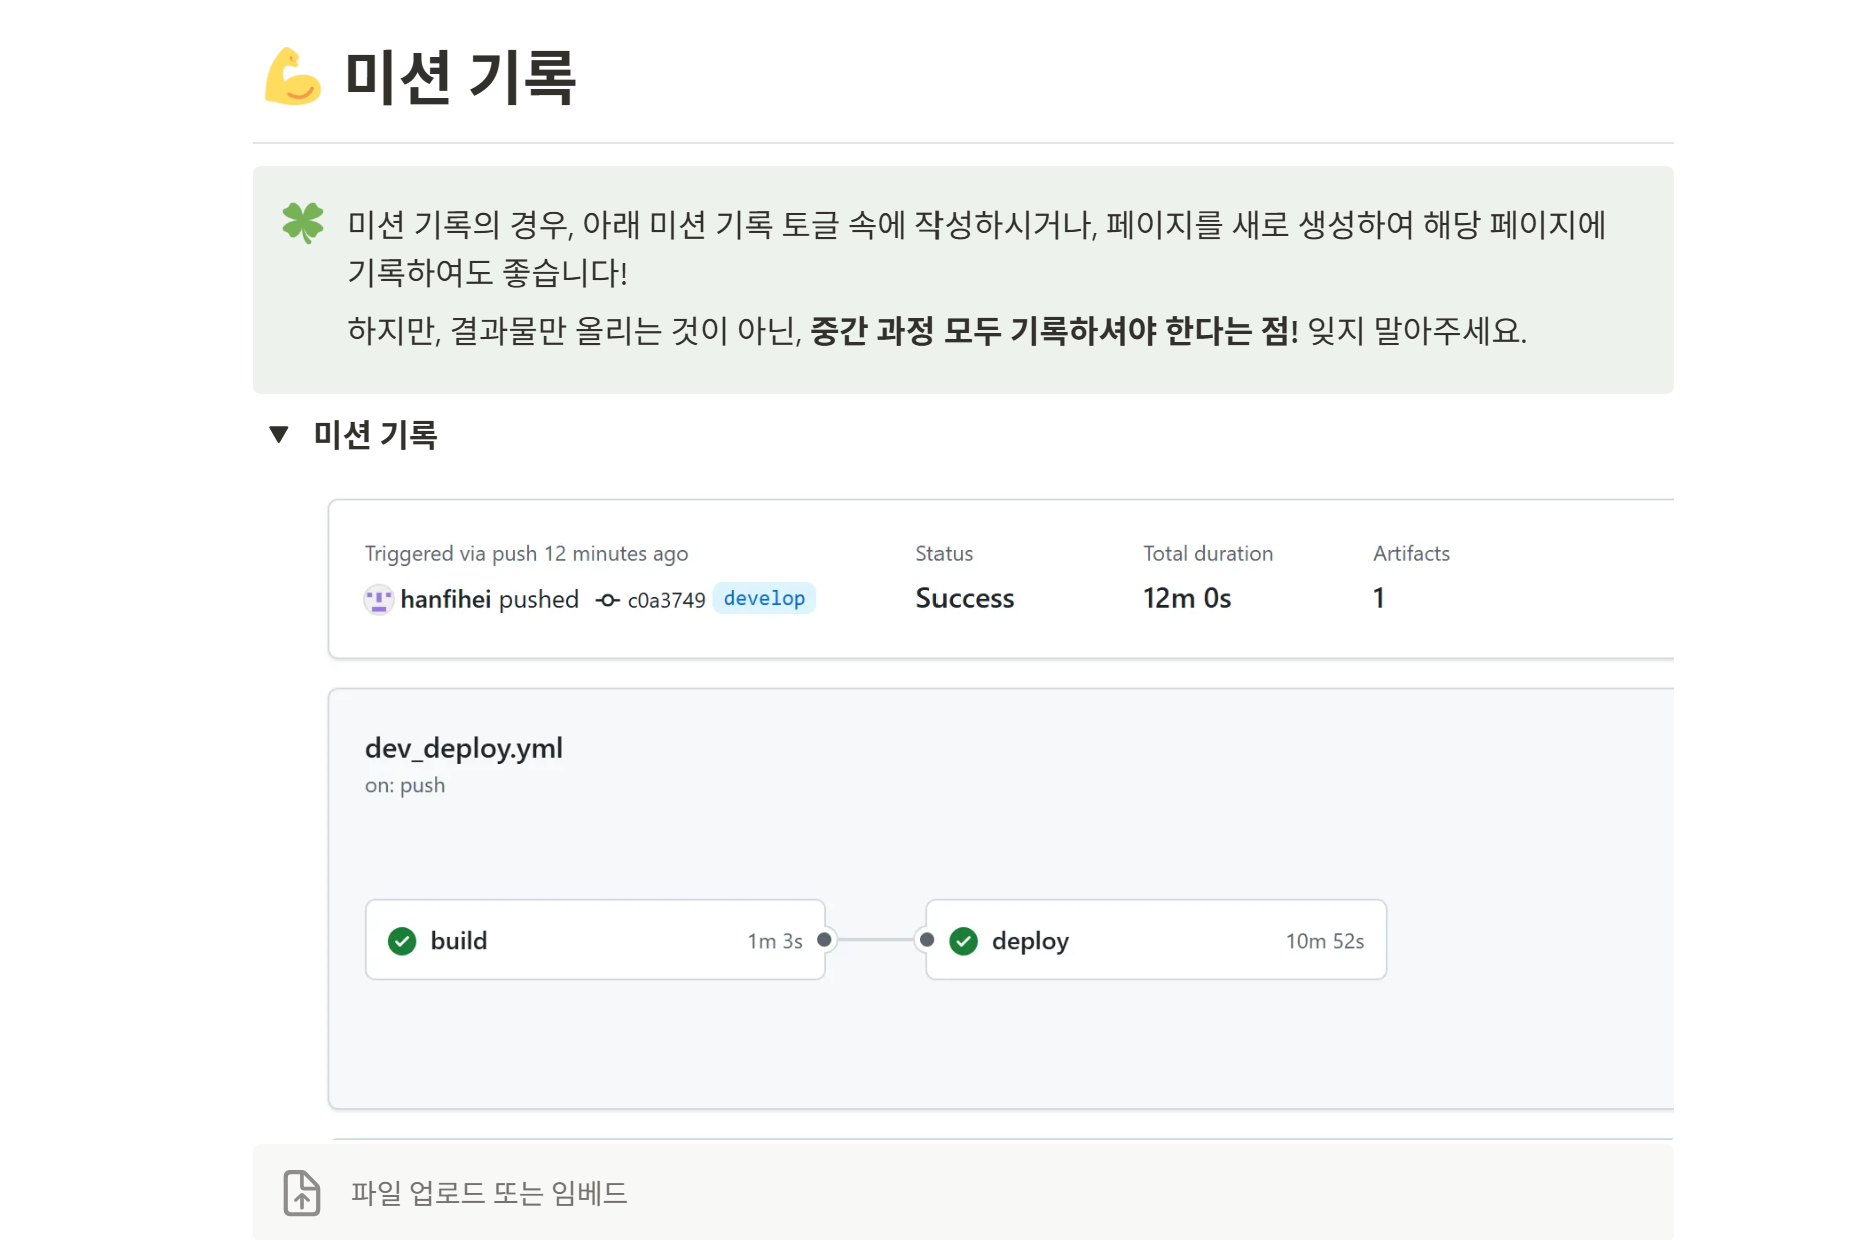 미션 기록
미션 기록의 경우, 아래 미션 기록 토글 속에 작성하시거나, 페이지를 새로 생성하여 해당 페이지에
기록하여도 좋습니다!
하지만, 결과물만 올리는 것이 아닌, 중간 과정 모두 기록하셔야 한다는 점! 잊지 말아주세요.
미션 기록
Triggered via push 12 minutes ago
hanfihei pushed c0a3749 develop
Status
Success
Total duration
12m 0s
Artifacts
1
dev_deploy.yml
on: push
build 1m 3s
deploy 10m 52s
파일 업로드 또는 임베드